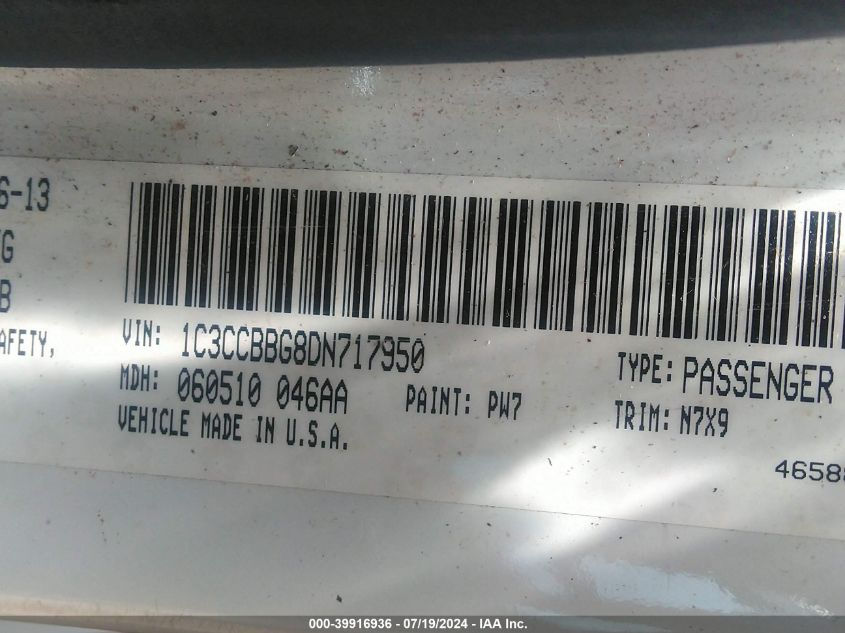 6-13
G
B
AFETY,
VIN: 1C3CCBBG8DN717950
TYPE: PASSENGER
MDH: 060510 046AA
PAINT: PW7
TRIM: N7X9
VEHICLE MADE IN U.S.A.
4658
000-39916936 - 07/19/2024 - IAA Inc.